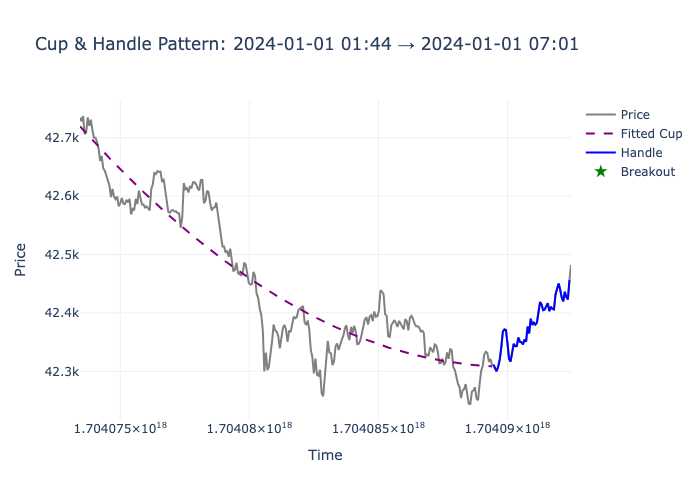 Cup & Handle Pattern: 2024-01-01 01:44 → 2024-01-01 07:01
Price
Fitted Cup
Handle
Breakout
42.7k
42.6k
42.5k
42.4k
42.3k
Price
1.704075×10¹⁸
1.70408×10¹⁸
1.704085×10¹⁸
1.70409×10¹⁸
Time